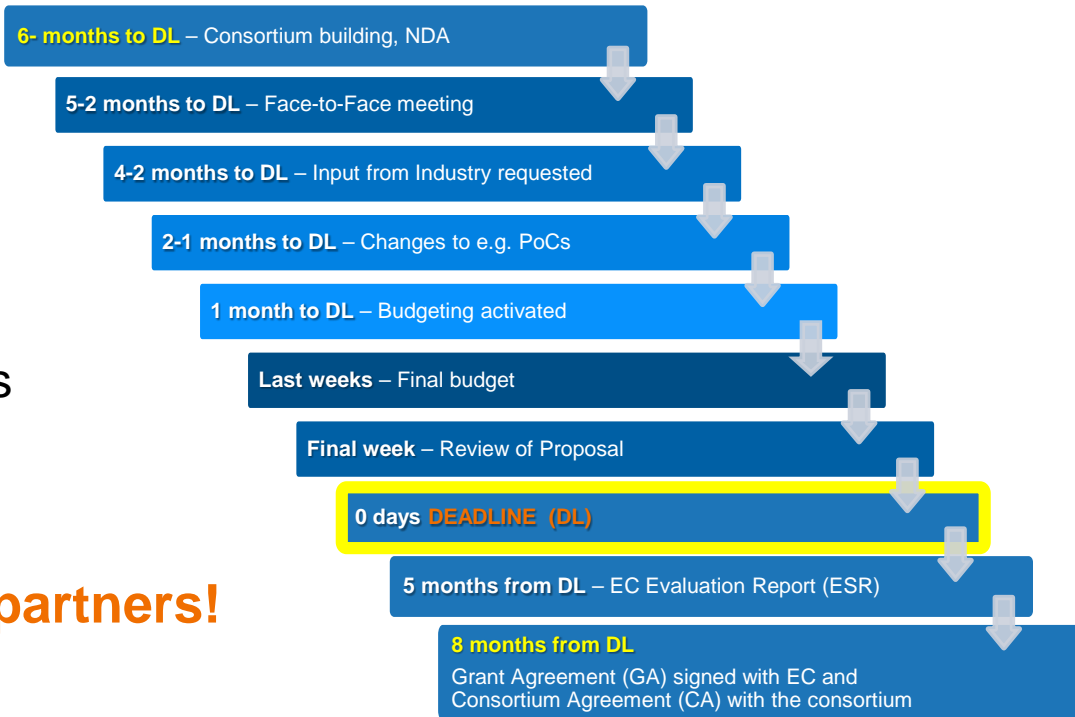 6- months to DL – Consortium building, NDA
5-2 months to DL – Face-to-Face meeting
4-2 months to DL – Input from Industry requested
2-1 months to DL – Changes to e.g. PoCs
1 month to DL – Budgeting activated
s
Last weeks – Final budget
Final week – Review of Proposal
0 days DEADLINE (DL)
5 months from DL – EC Evaluation Report (ESR)
partners!
8 months from DL
Grant Agreement (GA) signed with EC and
Consortium Agreement (CA) with the consortium